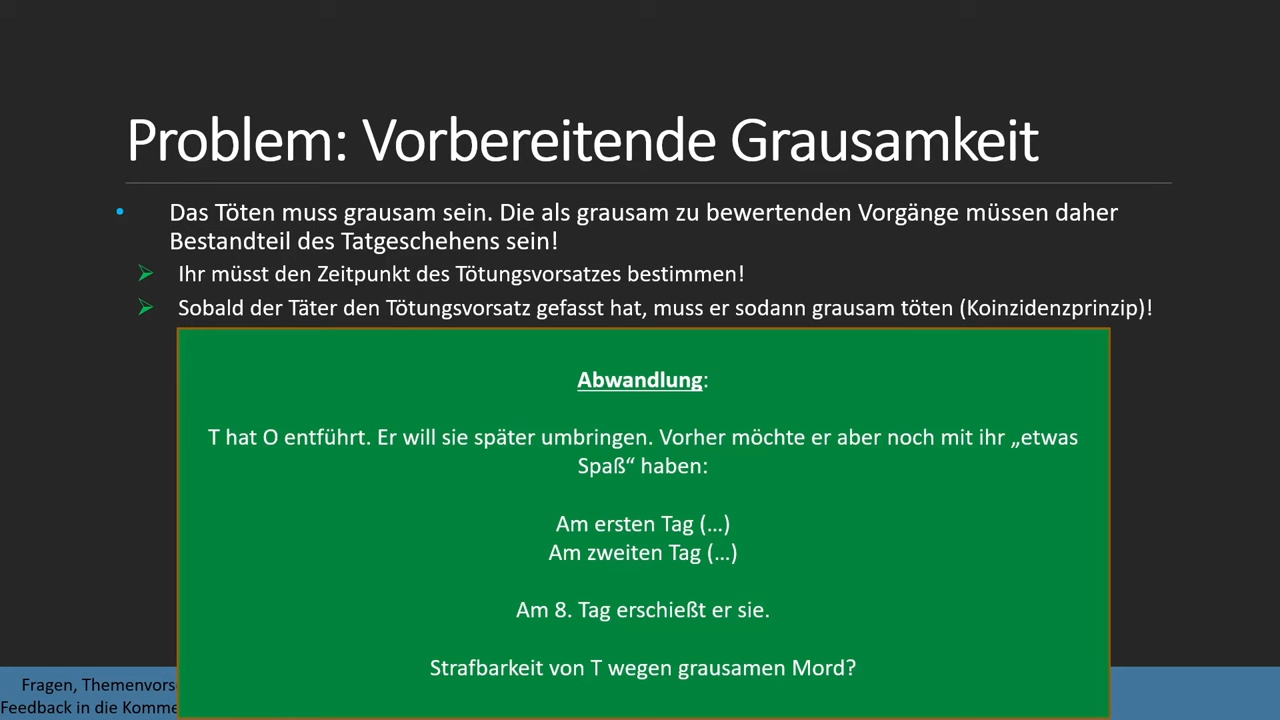 Problem: Vorbereitende Grausamkeit
Das Töten muss grausam sein. Die als grausam zu bewertenden Vorgänge müssen daher
Bestandteil des Tatgeschehens sein!
Ihr müsst den Zeitpunkt des Tötungsvorsatzes bestimmen!
Sobald der Täter den Tötungsvorsatz gefasst hat, muss er sodann grausam töten (Koinzidenzprinzip)!
Abwandlung:
T hat O entführt. Er will sie später umbringen. Vorher möchte er aber noch mit ihr „etwas
Spaß“ haben:
Am ersten Tag (…)
Am zweiten Tag (…)
Am 8. Tag erschießt er sie.
Strafbarkeit von T wegen grausamen Mord?
Fragen,
Feedback in die